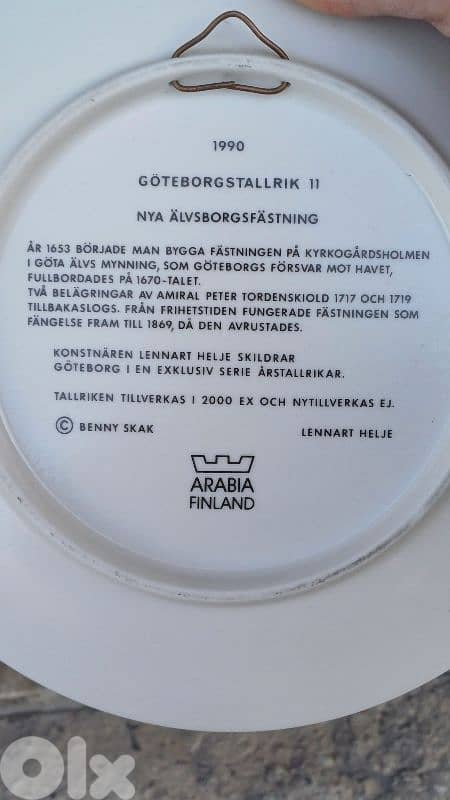 1990
GÖTEBORGSTALLRIK 11
NYA ÄLVSBORGSFÄSTNING
ÅR 1653 BÖRJADE MAN BYGGA FÄSTNINGEN PÅ KYRKOGÅRDSHOLMEN
I GÖTA ÄLVS MYNNING, SOM GÖTEBORGS FÖRSVAR MOT HAVET,
FULLBORDADES PÅ 1670-TALET.
TVÅ BELÄGRINGAR AV AMIRAL PETER TORDENSKIOLD 1717 OCH 1719
TILLBAKASLOGS. FRÅN FRIHETSTIDEN FUNGERADE FÄSTNINGEN SOM
FÄNGELSE FRAM TILL 1869, DÅ DEN AVRUSTADES.
KONSTNÄREN LENNART HELJE SKILDRAR
GÖTEBORG I EN EXKLUSIV SERIE ÅRSTALLRIKAR.
TALLRIKEN TILLVERKAS I 2000 EX OCH NYTILLVERKAS EJ.
© BENNY SKAK LENNART HELJE
ARABIA
FINLAND
OLX